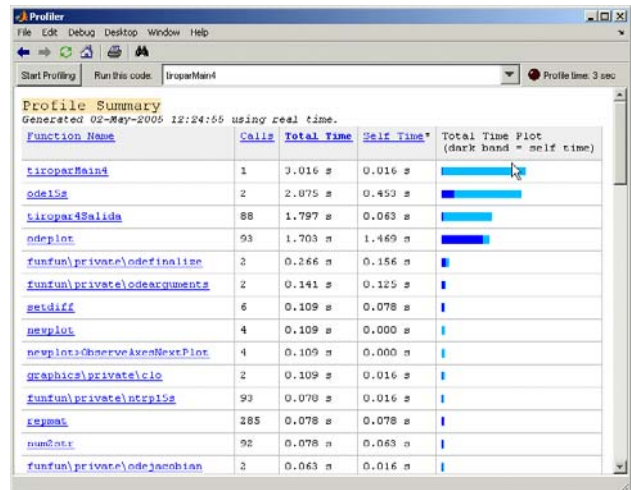 Profiler
File Edit Debug Desktop Window Help
Start Profiling Run this code: tiroparMain4 Profile time: 3 sec
Profile Summary
Generated 02-May-2005 12:24:55 using real time.
Function Name Calls Total Time Self Time* Total Time Plot
(dark band = self time)
tiroparMain4 1 3.016 s 0.016 s
ode15s 2 2.875 s 0.453 s
tiropar4Salida 88 1.797 s 0.063 s
odeplot 93 1.703 s 1.469 s
funfun\private\odefinalize 2 0.266 s 0.156 s
funfun\private\odearguments 2 0.141 s 0.125 s
setdiff 6 0.109 s 0.078 s
newplot 4 0.109 s 0.000 s
newplot>ObserveAxesNextPlot 4 0.109 s 0.000 s
graphics\private\clo 2 0.109 s 0.016 s
funfun\private\ntrp15s 93 0.078 s 0.016 s
repmat 285 0.078 s 0.078 s
num2str 92 0.078 s 0.063 s
funfun\private\odejacobian 2 0.063 s 0.016 s